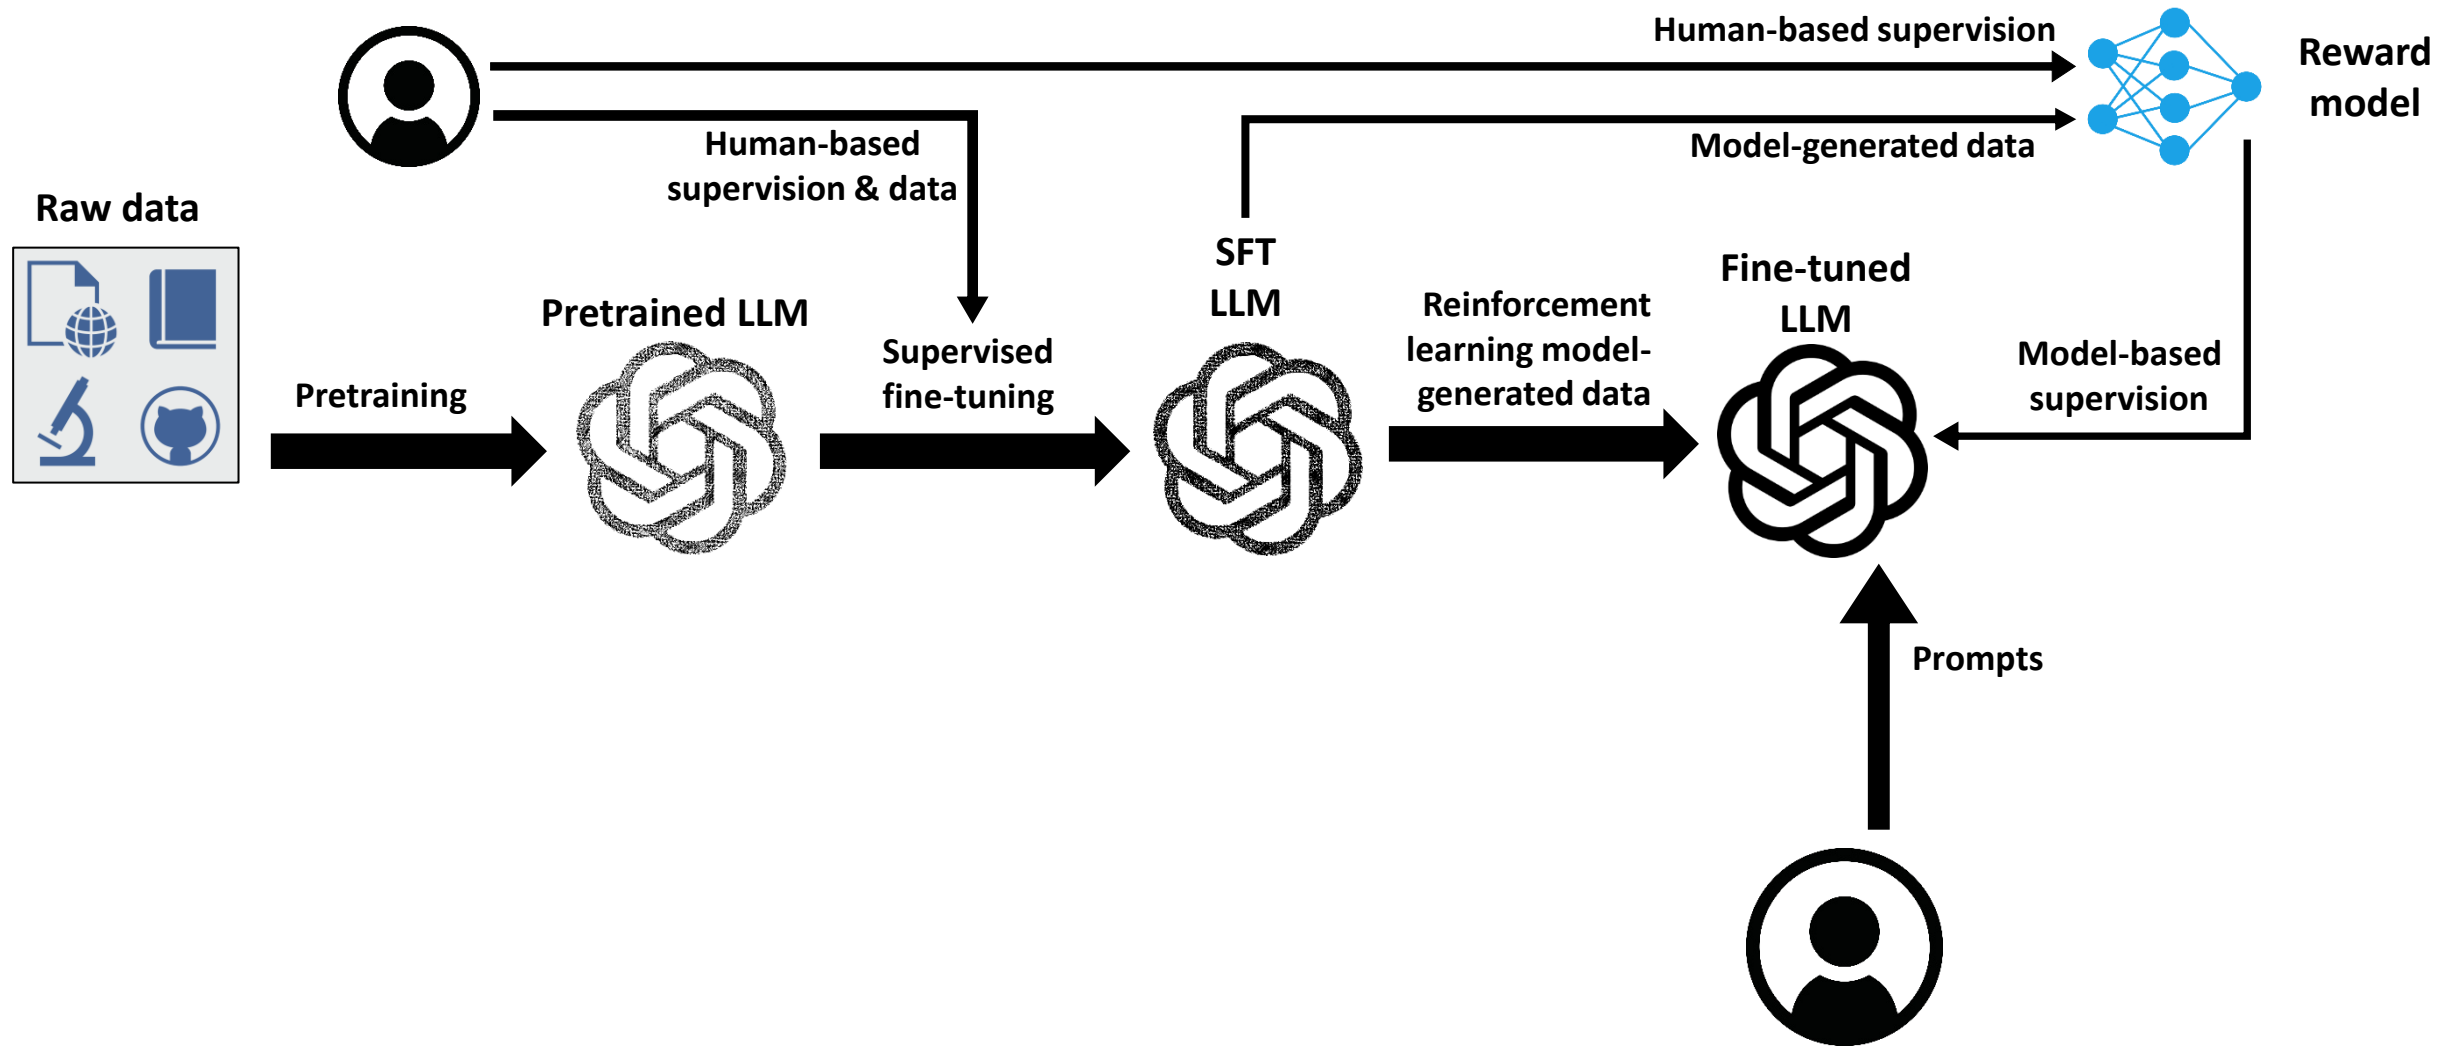 Human-based supervision
Reward
model
Model-generated data
Human-based
supervision & data
Raw data
SFT
LLM
Fine-tuned
LLM
Pretrained LLM
Reinforcement
learning model-
generated data
Supervised
fine-tuning
Model-based
supervision
Pretraining
Prompts